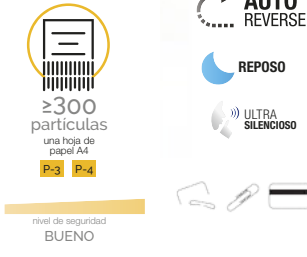 ≥300
partículas
una hoja de
papel A4
P-3 P-4
nivel de seguridad
BUENO
AUTO
REVERSE
REPOSO
ULTRA
SILENCIOSO